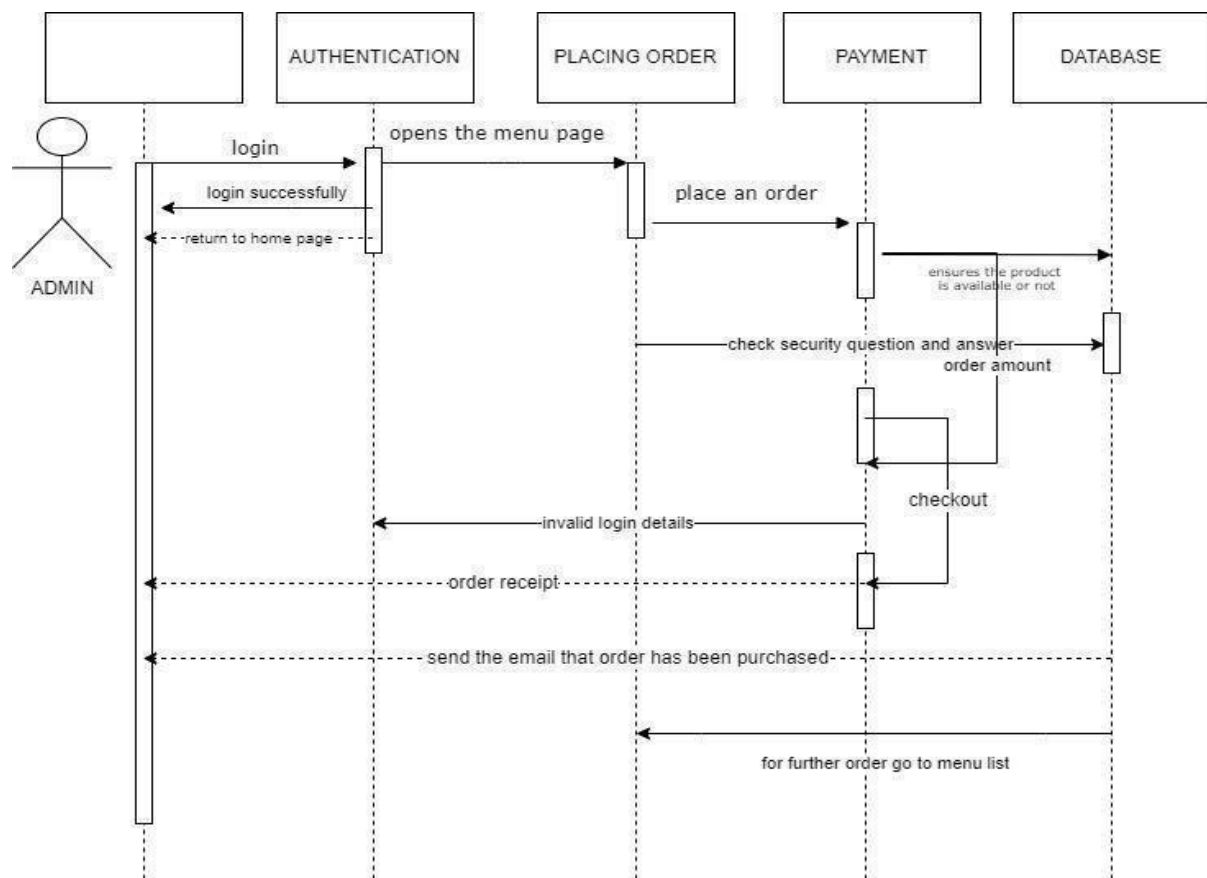 AUTHENTICATION
PLACING ORDER
PAYMENT
DATABASE
login
opens the menu page
login successfully
place an order
return to home page
ADMIN
ensures the product
is available or not
check security question and answer
order amount
checkout
invalid login details
order receipt
send the email that order has been purchased
for further order go to menu list